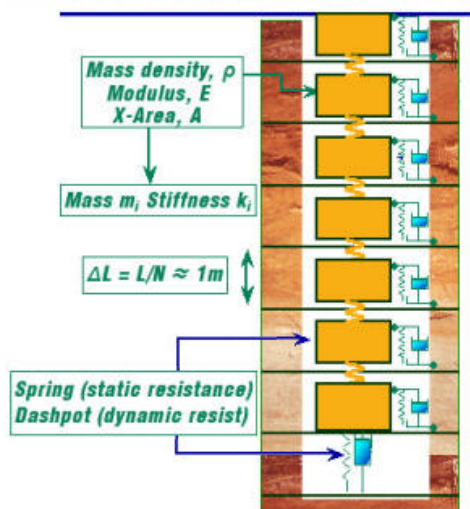 Mass density, ρ
Modulus, E
X-Area, A
Mass mᵢ Stiffness kᵢ
ΔL = L/N ≈ 1m
Spring (static resistance)
Dashpot (dynamic resist)